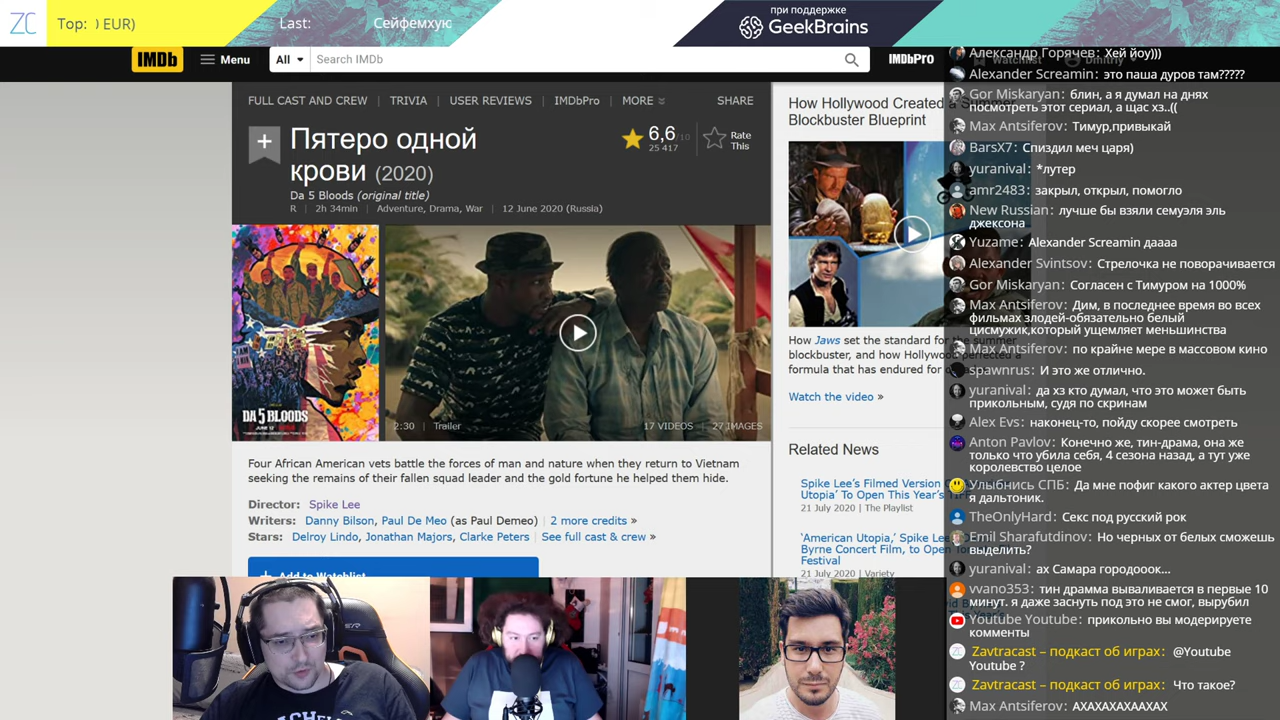 ZC
Top: ) EUR)
Last:
Сейфемхую
при поддержке
GeekBrains
IMDb
Menu
All
Search IMDb
IMDbPro
FULL CAST AND CREW
TRIVIA
USER REVIEWS
IMDbPro
MORE
SHARE
Пятеро одной
крови (2020)
6,6/10
25 417
Rate
This
Da 5 Bloods (original title)
R | 2h 34min | Adventure, Drama, War | 12 June 2020 (Russia)
DA 5 BLOODS
2:30 | Trailer
17 VIDEOS | 27 IMAGES
Four African American vets battle the forces of man and nature when they return to Vietnam
seeking the remains of their fallen squad leader and the gold fortune he helped them hide.
Director: Spike Lee
Writers: Danny Bilson, Paul De Meo (as Paul Demeo) | 2 more credits »
Stars: Delroy Lindo, Jonathan Majors, Clarke Peters | See full cast & crew »
+ Add to Watchlist
How Hollywood Created a Summer
Blockbuster Blueprint
How Jaws set the standard for the summer
blockbuster, and how Hollywood perfected a
formula that has endured for
Watch the video »
Related News
Spike Lee's Filmed Version
Utopia' To Open This Year's
21 July 2020 | The Playlist
'American Utopia,' Spike Lee
Byrne Concert Film, to Open
Festival
21 July 2020 | Variety
Александр Горячев: Хей йоу)))
Alexander Screamin: это паша дуров там?????
Gor Miskaryan: блин, а я думал на днях
посмотреть этот сериал, а щас хз..((
Max Antsiferov: Тимур,привыкай
BarsX7: Спиздил меч царя)
yuranival: *лутер
amr2483: закрыл, открыл, помогло
New Russian: лучше бы взяли семуэля эль
джексона
Yuzame: Alexander Screamin даааа
Alexander Svintsov: Стрелочка не поворачивается
Gor Miskaryan: Согласен с Тимуром на 1000%
Max Antsiferov: Дим, в последнее время во всех
фильмах злодей-обязательно белый
цисмужик,который ущемляет меньшинства
Max Antsiferov: по крайне мере в массовом кино
spawnrus: И это же отлично.
yuranival: да хз кто думал, что это может быть
прикольным, судя по скринам
Alex Evs: наконец-то, пойду скорее смотреть
Anton Pavlov: Конечно же, тин-драма, она же
только что убила себя, 4 сезона назад, а тут уже
королевство целое
Улыбнись СПБ: Да мне пофиг какого актер цвета
я дальтоник.
TheOnlyHard: Секс под русский рок
Emil Sharafutdinov: Но черных от белых сможешь
выделить?
yuranival: ах Самара городооок...
vvano353: тин драмма вываливается в первые 10
минут. я даже заснуть под это не смог, вырубил
Youtube Youtube: прикольно вы модерируете
комменты
Zavtracast – подкаст об играх: @Youtube
Youtube ?
Zavtracast – подкаст об играх: Что такое?
Max Antsiferov: АХАХАХАХААХАХ